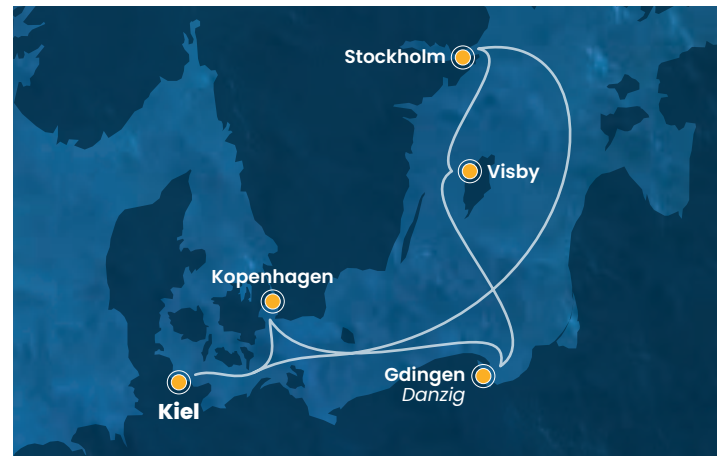 Stockholm
Visby
Kopenhagen
Gdingen
Danzig
Kiel